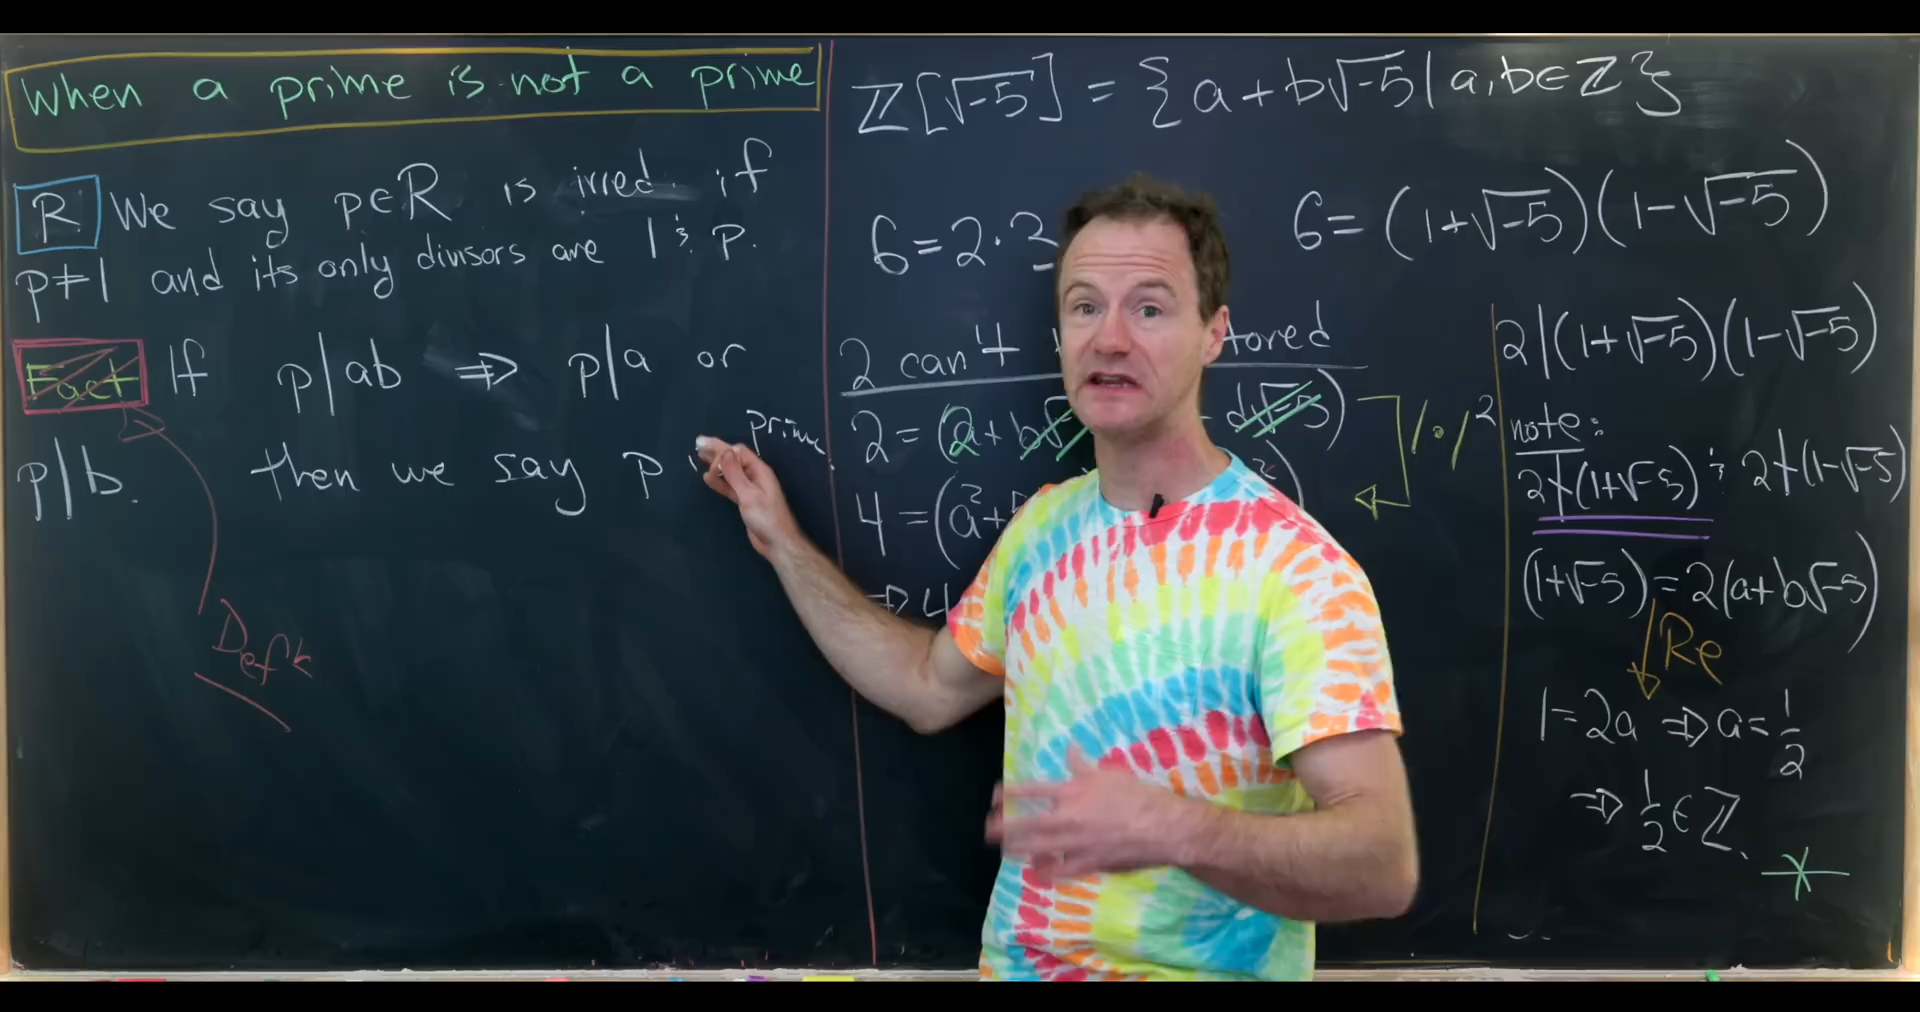 When a prime is not a prime
R We say p∈R is irred. if
p≠1 and its only divisors are 1 & p.
Fact If p|ab ⇒ p|a or
p|b. then we say p prime.
Defn
ℤ[√-5] = {a+b√-5 | a,b∈ℤ}
6=2·3
6=(1+√-5)(1-√-5)
2 can't
2=(a+b√ d√-5) |·|²
4=(a²+
⇒4
2|(1+√-5)(1-√-5)
note:
2∤(1+√-5) & 2∤(1-√-5)
(1+√-5)=2(a+b√-5)
Re
1=2a ⇒ a=1/2
⇒ 1/2∈ℤ.